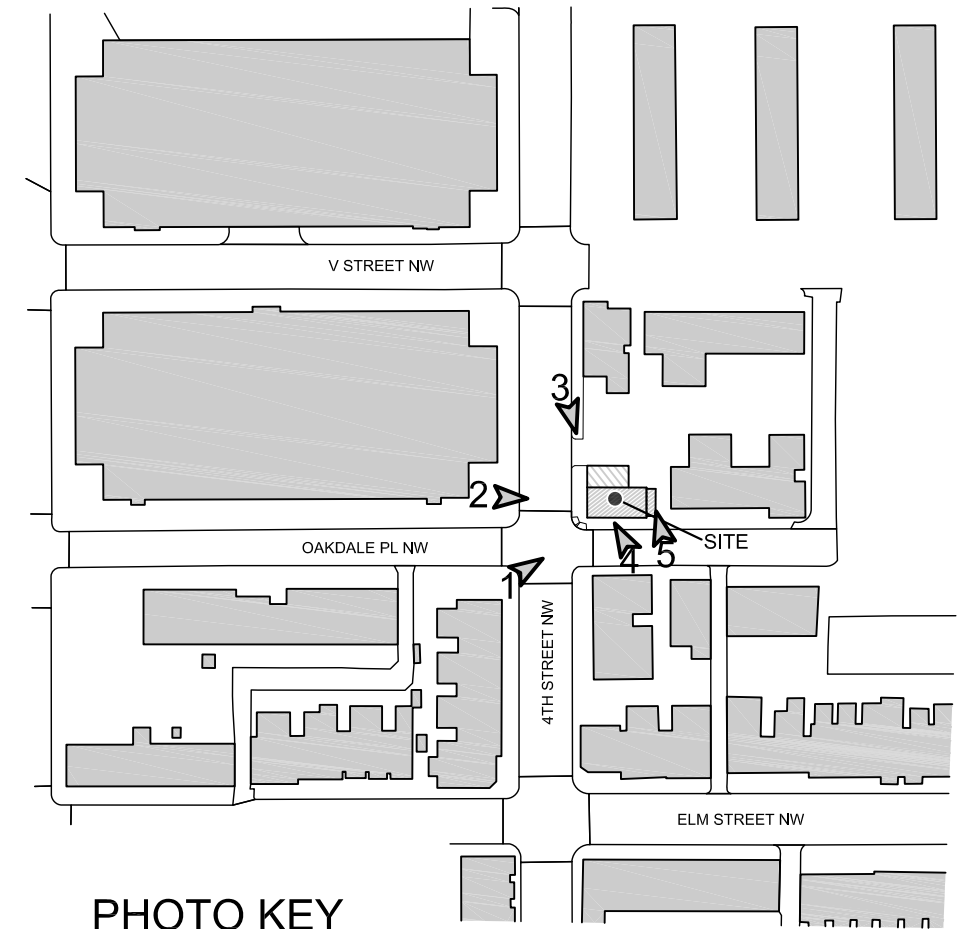 V STREET NW
3
2
SITE
OAKDALE PL NW
4
5
1
4TH STREET NW
ELM STREET NW
PHOTO KEY